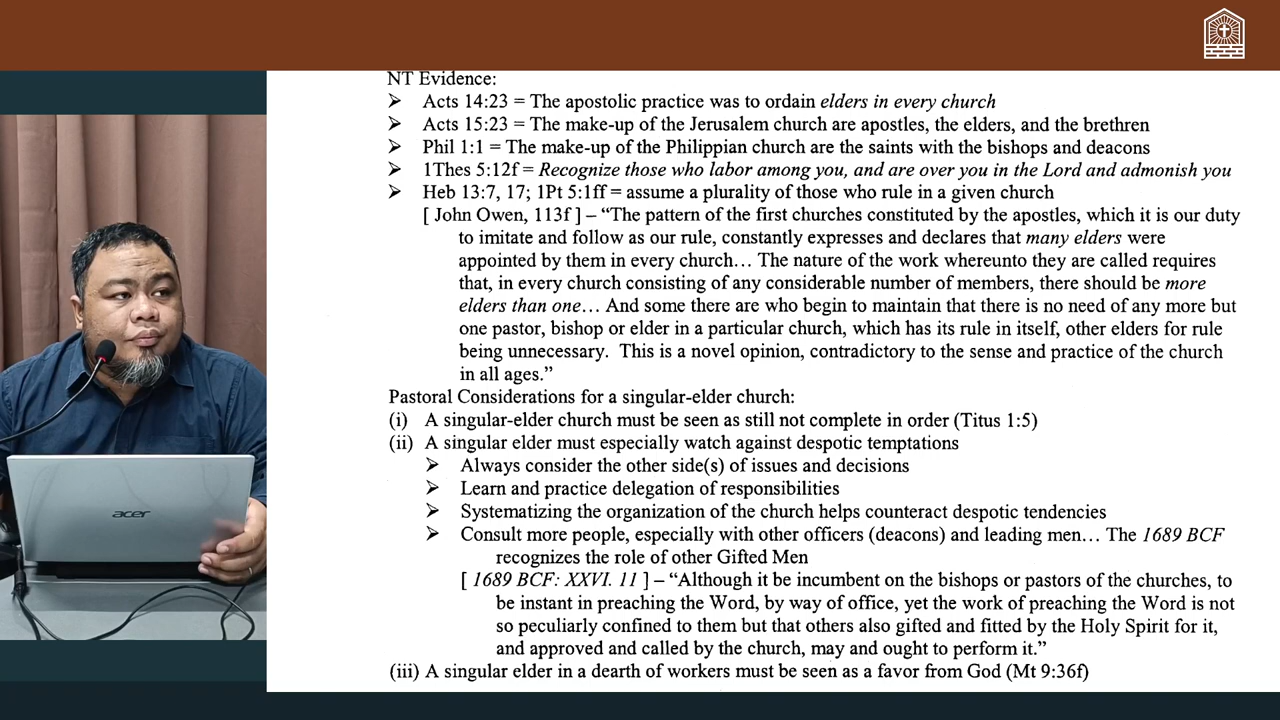 NT Evidence:
➢ Acts 14:23 = The apostolic practice was to ordain elders in every church
➢ Acts 15:23 = The make-up of the Jerusalem church are apostles, the elders, and the brethren
➢ Phil 1:1 = The make-up of the Philippian church are the saints with the bishops and deacons
➢ 1Thes 5:12f = Recognize those who labor among you, and are over you in the Lord and admonish you
➢ Heb 13:7, 17; 1Pt 5:1ff = assume a plurality of those who rule in a given church
[ John Owen, 113f ] – “The pattern of the first churches constituted by the apostles, which it is our duty
to imitate and follow as our rule, constantly expresses and declares that many elders were
appointed by them in every church… The nature of the work whereunto they are called requires
that, in every church consisting of any considerable number of members, there should be more
elders than one… And some there are who begin to maintain that there is no need of any more but
one pastor, bishop or elder in a particular church, which has its rule in itself, other elders for rule
being unnecessary. This is a novel opinion, contradictory to the sense and practice of the church
in all ages.”
Pastoral Considerations for a singular-elder church:
(i) A singular-elder church must be seen as still not complete in order (Titus 1:5)
(ii) A singular elder must especially watch against despotic temptations
➢ Always consider the other side(s) of issues and decisions
➢ Learn and practice delegation of responsibilities
➢ Systematizing the organization of the church helps counteract despotic tendencies
➢ Consult more people, especially with other officers (deacons) and leading men… The 1689 BCF
recognizes the role of other Gifted Men
[ 1689 BCF: XXVI. 11 ] – “Although it be incumbent on the bishops or pastors of the churches, to
be instant in preaching the Word, by way of office, yet the work of preaching the Word is not
so peculiarly confined to them but that others also gifted and fitted by the Holy Spirit for it,
and approved and called by the church, may and ought to perform it.”
(iii) A singular elder in a dearth of workers must be seen as a favor from God (Mt 9:36f)
acer